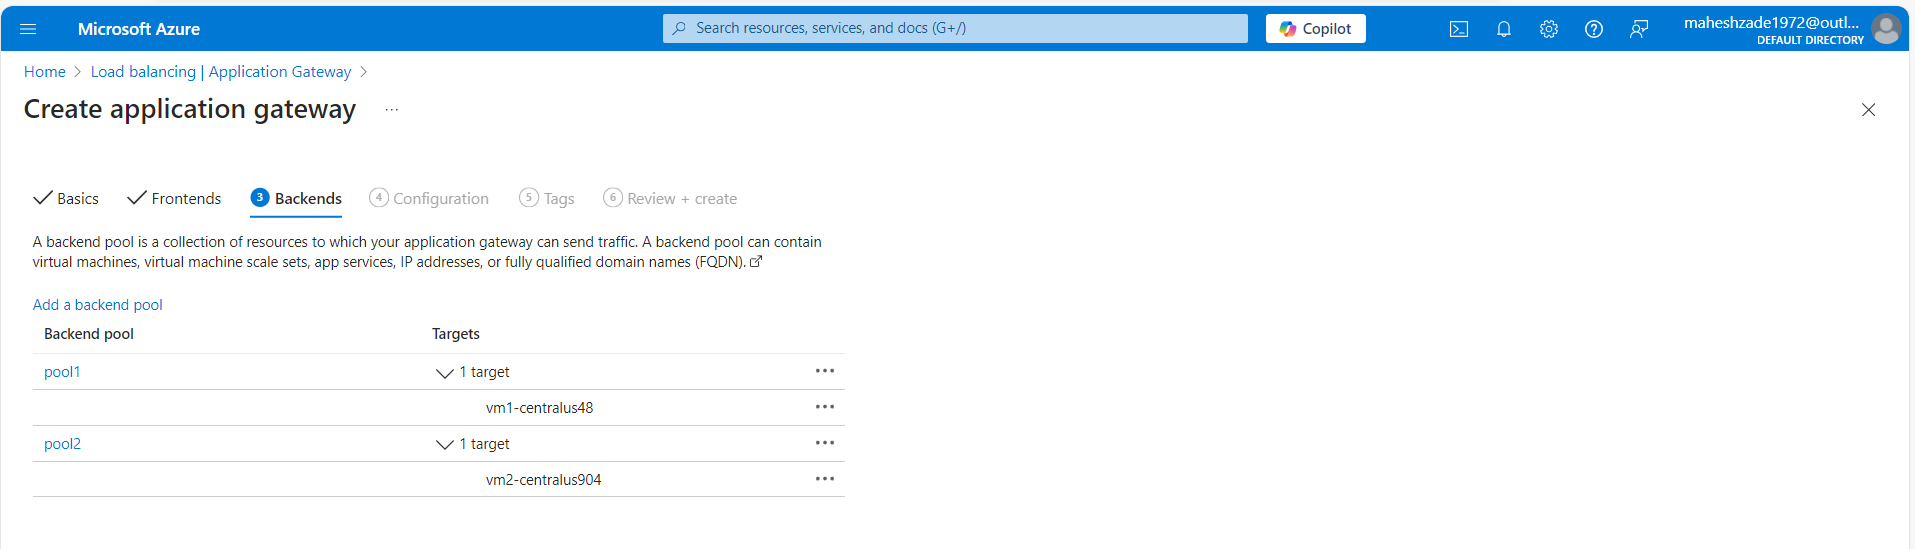 Microsoft Azure
Search resources, services, and docs (G+/)
Copilot
maheshzade1972@outl...
DEFAULT DIRECTORY
Home > Load balancing | Application Gateway >
Create application gateway ...
Basics
Frontends
3 Backends
4 Configuration
5 Tags
6 Review + create
A backend pool is a collection of resources to which your application gateway can send traffic. A backend pool can contain
virtual machines, virtual machine scale sets, app services, IP addresses, or fully qualified domain names (FQDN).
Add a backend pool
Backend pool Targets
pool1 1 target ...
vm1-centralus48 ...
pool2 1 target ...
vm2-centralus904 ...